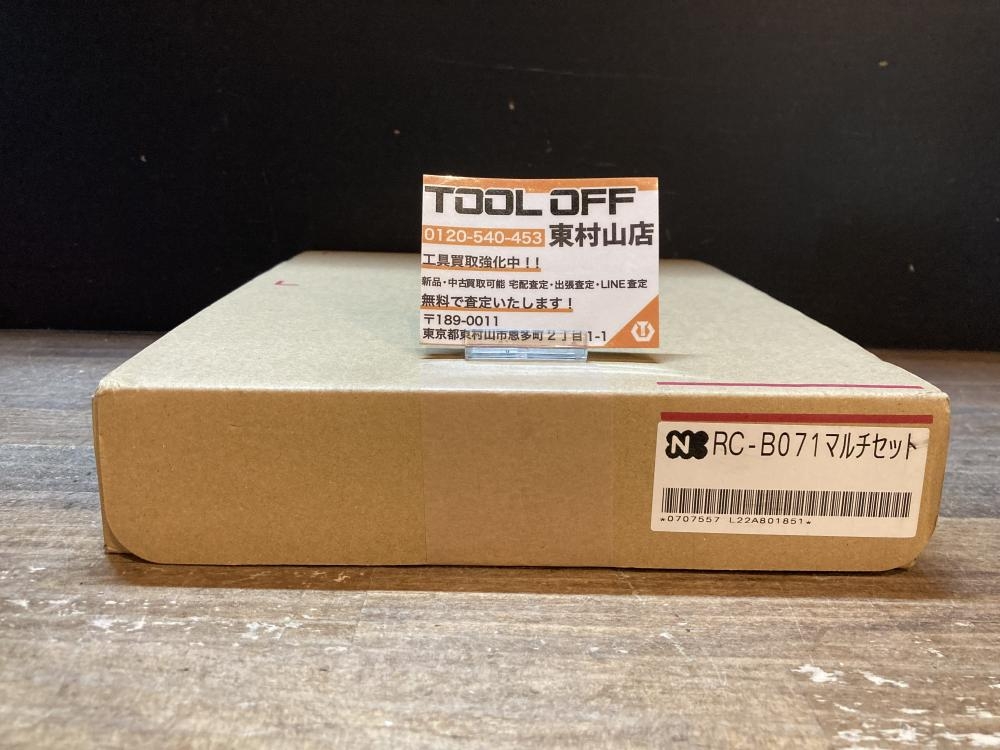 TOOL OFF
0120-540-453 東村山店
工具買取強化中！！
新品・中古買取可能 宅配査定・出張査定・LINE査定
無料で査定いたします！
〒189-0011
東京都東村山市恩多町2丁目1-1
N RC-B071マルチセット
*0707557 L22A801851*